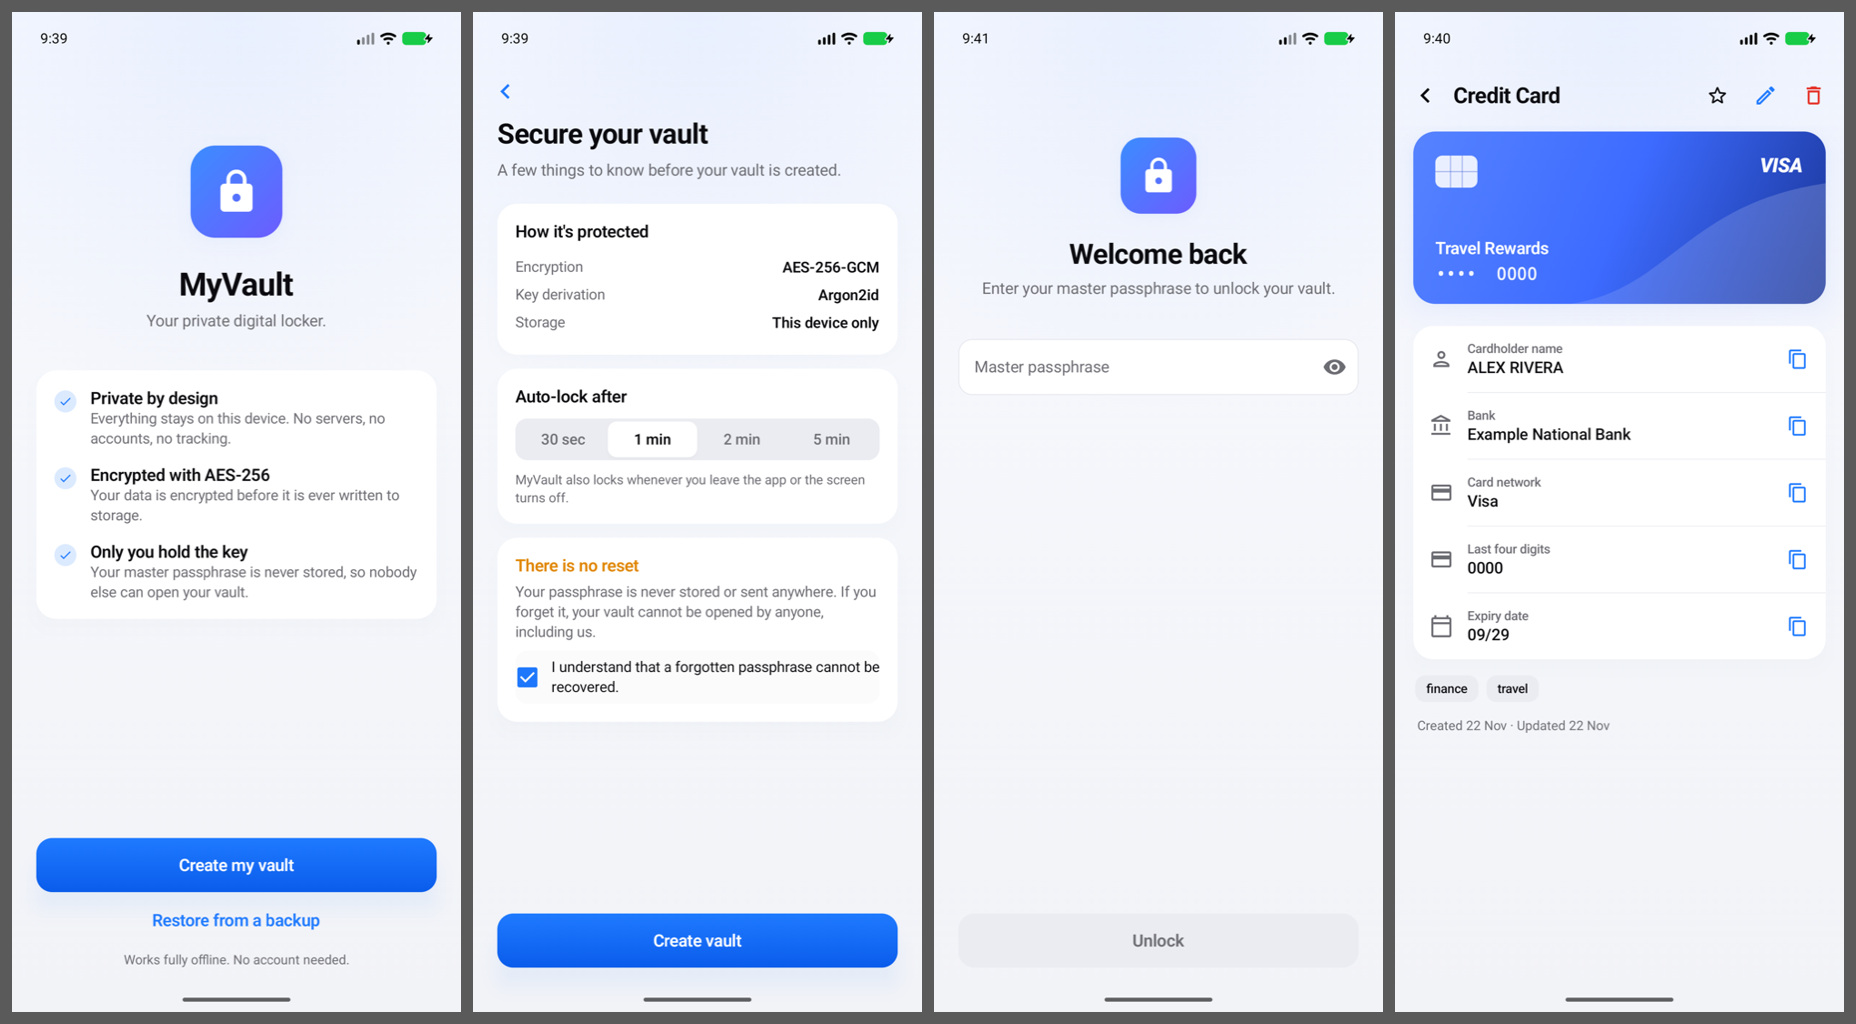 9:39
MyVault
Your private digital locker.
Private by design
Everything stays on this device. No servers, no
accounts, no tracking.
Encrypted with AES-256
Your data is encrypted before it is ever written to
storage.
Only you hold the key
Your master passphrase is never stored, so nobody
else can open your vault.
Create my vault
Restore from a backup
Works fully offline. No account needed.
9:39
Secure your vault
A few things to know before your vault is created.
How it's protected
Encryption AES-256-GCM
Key derivation Argon2id
Storage This device only
Auto-lock after
30 sec 1 min 2 min 5 min
MyVault also locks whenever you leave the app or the screen
turns off.
There is no reset
Your passphrase is never stored or sent anywhere. If you
forget it, your vault cannot be opened by anyone,
including us.
I understand that a forgotten passphrase cannot be
recovered.
Create vault
9:41
Welcome back
Enter your master passphrase to unlock your vault.
Master passphrase
Unlock
9:40
Credit Card
VISA
Travel Rewards
•••• 0000
Cardholder name
ALEX RIVERA
Bank
Example National Bank
Card network
Visa
Last four digits
0000
Expiry date
09/29
finance travel
Created 22 Nov · Updated 22 Nov